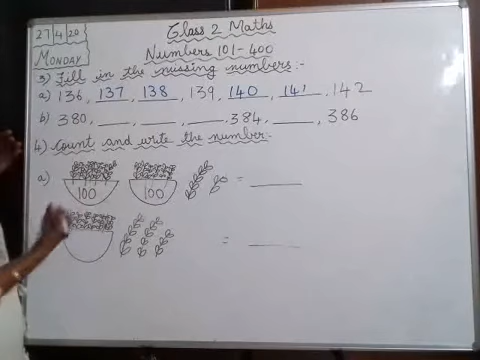 27 4 20
MONDAY
Class 2 Maths
Numbers 101-400
3) Fill in the missing numbers:-
a) 136, 137, 138, 139, 140, 141, 142
b) 380, ____, ____, ____, 384, ____, 386
4) Count and write the number.
a) 100 100 = ____
= ____